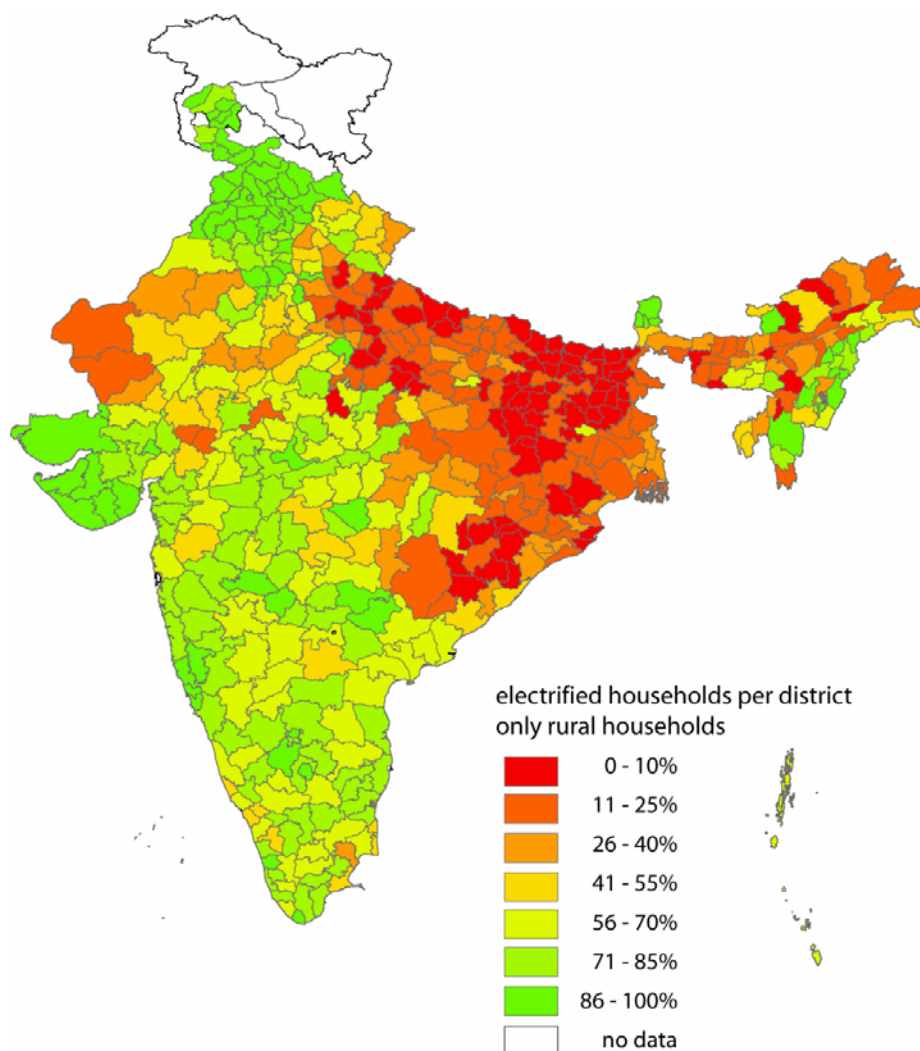 electrified households per district
only rural households
0 - 10%
11 - 25%
26 - 40%
41 - 55%
56 - 70%
71 - 85%
86 - 100%
no data